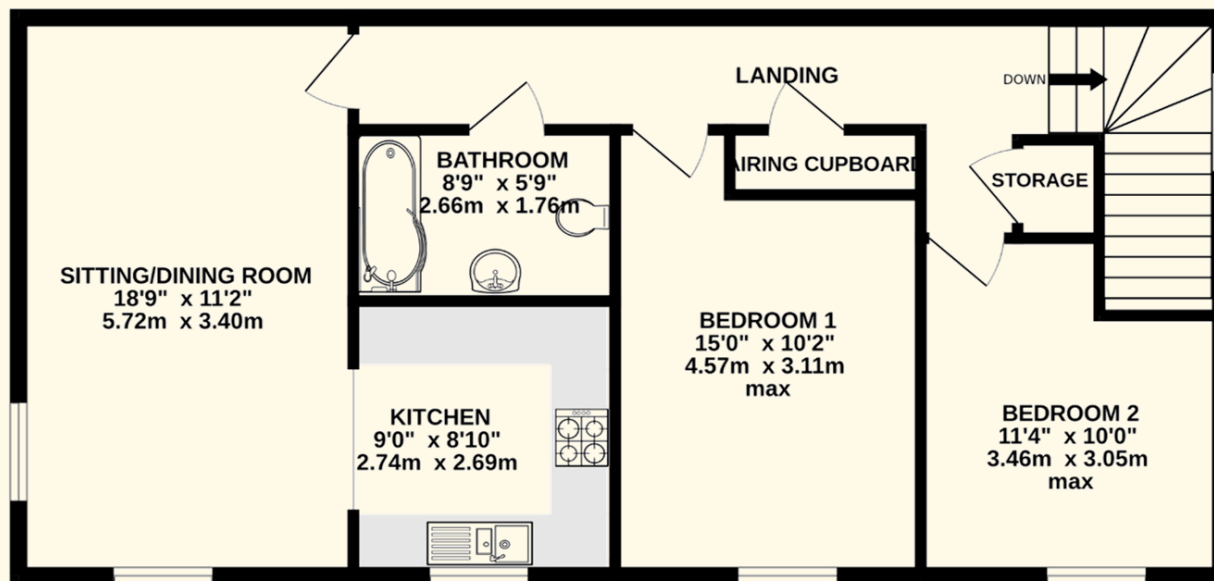 LANDING
DOWN
BATHROOM
8'9" x 5'9"
2.66m x 1.76m
AIRING CUPBOARD
STORAGE
SITTING/DINING ROOM
18'9" x 11'2"
5.72m x 3.40m
BEDROOM 1
15'0" x 10'2"
4.57m x 3.11m
max
KITCHEN
9'0" x 8'10"
2.74m x 2.69m
BEDROOM 2
11'4" x 10'0"
3.46m x 3.05m
max